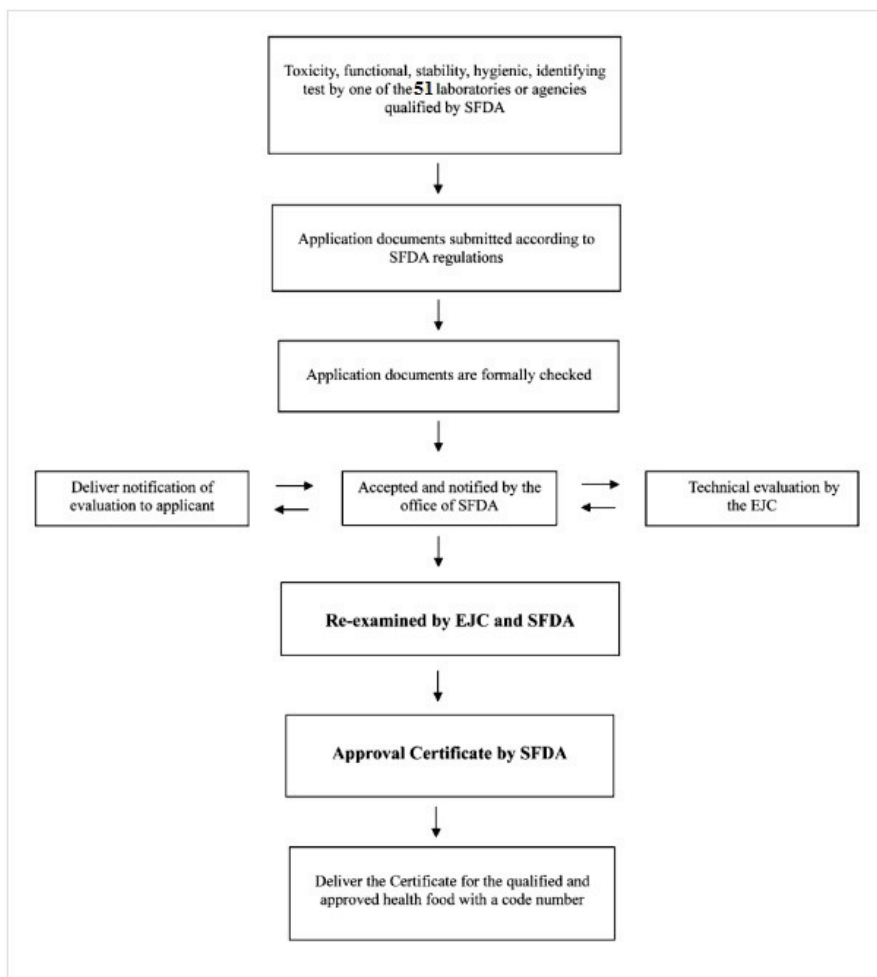 Toxicity, functional, stability, hygienic, identifying
test by one of the 51 laboratories or agencies
qualified by SFDA
Application documents submitted according to
SFDA regulations
Application documents are formally checked
Deliver notification of
evaluation to applicant
Accepted and notified by the
office of SFDA
Technical evaluation by
the EJC
Re-examined by EJC and SFDA
Approval Certificate by SFDA
Deliver the Certificate for the qualified and
approved health food with a code number